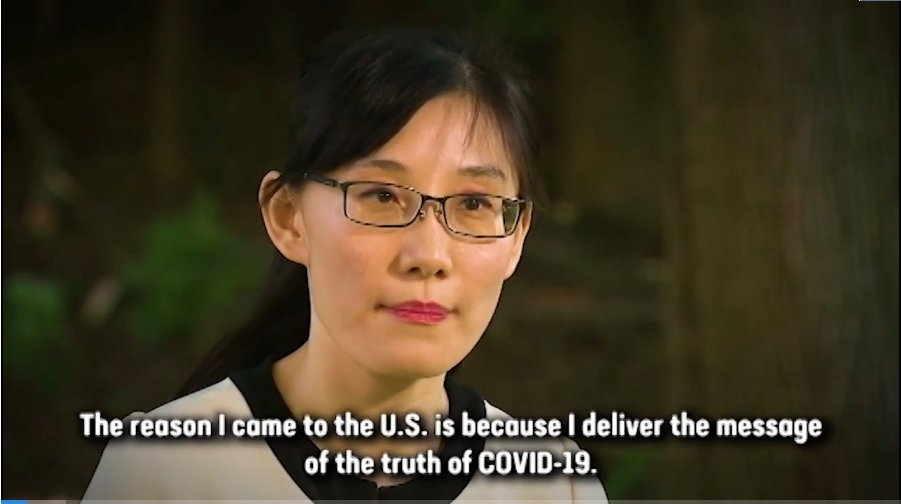 The reason I came to the U.S. is because I deliver the message
of the truth of COVID-19.